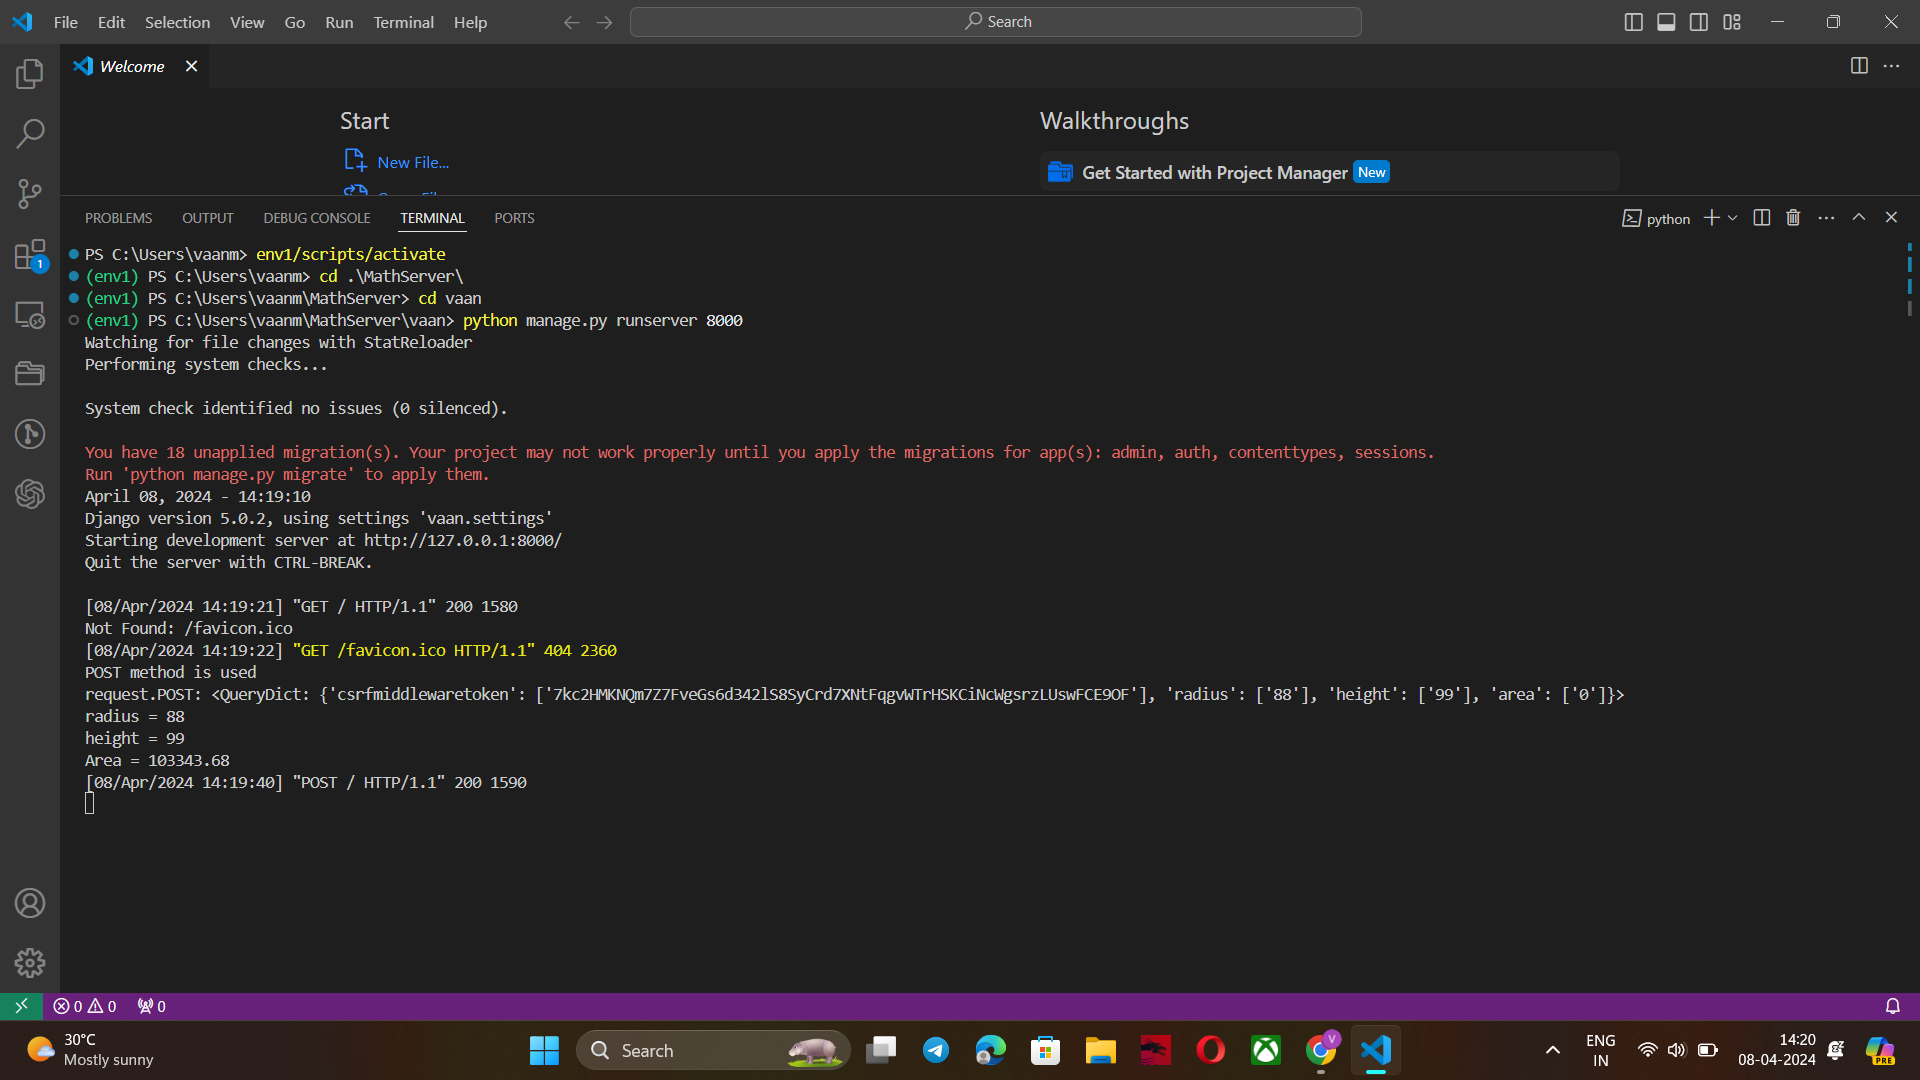 File Edit Selection View Go Run Terminal Help
Search
Welcome
Start
Walkthroughs
New File...
Get Started with Project Manager New
PROBLEMS OUTPUT DEBUG CONSOLE TERMINAL PORTS
python
PS C:\Users\vaanm> env1/scripts/activate
(env1) PS C:\Users\vaanm> cd .\MathServer\
(env1) PS C:\Users\vaanm\MathServer> cd vaan
(env1) PS C:\Users\vaanm\MathServer\vaan> python manage.py runserver 8000
Watching for file changes with StatReloader
Performing system checks...
System check identified no issues (0 silenced).
You have 18 unapplied migration(s). Your project may not work properly until you apply the migrations for app(s): admin, auth, contenttypes, sessions.
Run 'python manage.py migrate' to apply them.
April 08, 2024 - 14:19:10
Django version 5.0.2, using settings 'vaan.settings'
Starting development server at http://127.0.0.1:8000/
Quit the server with CTRL-BREAK.
[08/Apr/2024 14:19:21] "GET / HTTP/1.1" 200 1580
Not Found: /favicon.ico
[08/Apr/2024 14:19:22] "GET /favicon.ico HTTP/1.1" 404 2360
POST method is used
request.POST: <QueryDict: {'csrfmiddlewaretoken': ['7kc2HMKNQm7Z7FveGs6d342lS8SyCrd7XNtFqgvWTrHSKCiNcWgsrzLUswFCE9OF'], 'radius': ['88'], 'height': ['99'], 'area': ['0']}>
radius = 88
height = 99
Area = 103343.68
[08/Apr/2024 14:19:40] "POST / HTTP/1.1" 200 1590
1
0 0 0
30°C
Mostly sunny
Search
V
ENG
IN
14:20
08-04-2024
PRE